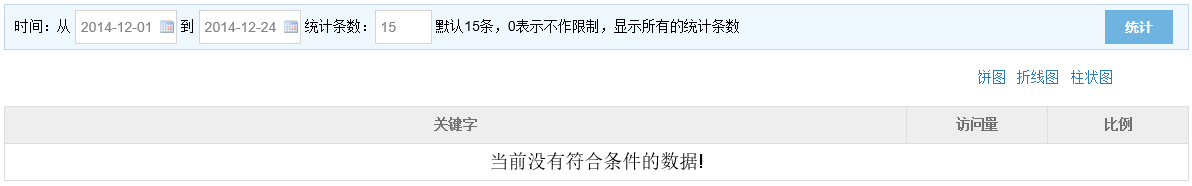 时间：从 2014-12-01 到 2014-12-24 统计条数： 15 默认15条，0表示不作限制，显示所有的统计条数 统计
饼图 折线图 柱状图
关键字 访问量 比例
当前没有符合条件的数据!